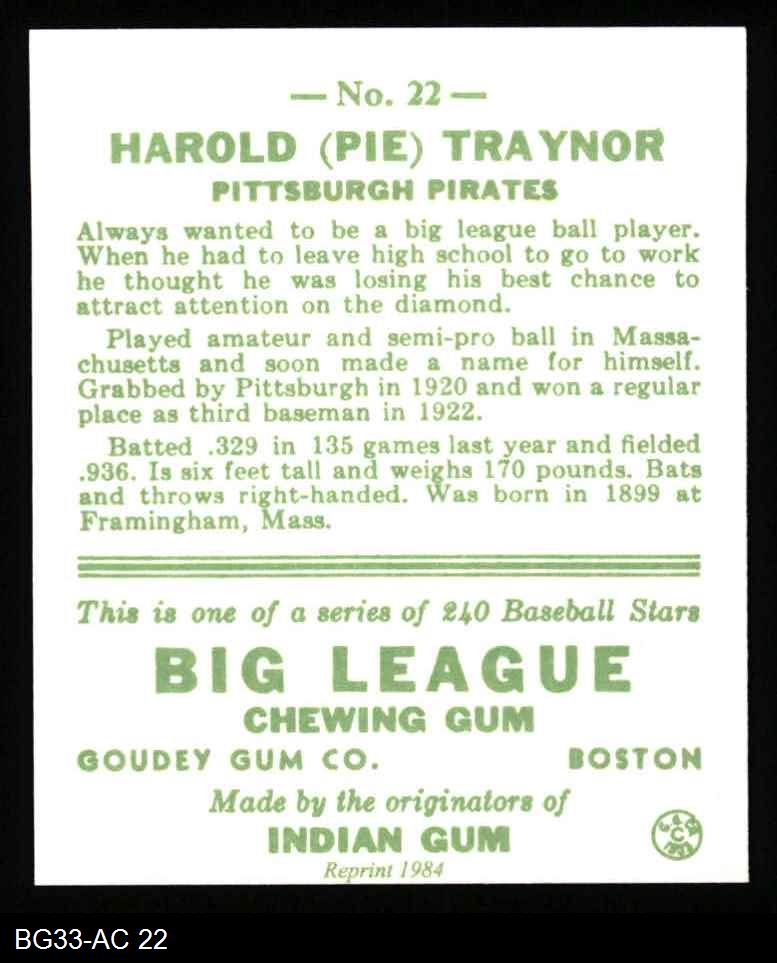 — No. 22 —
HAROLD (PIE) TRAYNOR
PITTSBURGH PIRATES
Always wanted to be a big league ball player.
When he had to leave high school to go to work
he thought he was losing his best chance to
attract attention on the diamond.
Played amateur and semi-pro ball in Massa-
chusetts and soon made a name for himself.
Grabbed by Pittsburgh in 1920 and won a regular
place as third baseman in 1922.
Batted .329 in 135 games last year and fielded
.936. Is six feet tall and weighs 170 pounds. Bats
and throws right-handed. Was born in 1899 at
Framingham, Mass.
This is one of a series of 240 Baseball Stars
BIG LEAGUE
CHEWING GUM
GOUDEY GUM CO. BOSTON
Made by the originators of
INDIAN GUM
C
Reprint 1984
BG33-AC 22